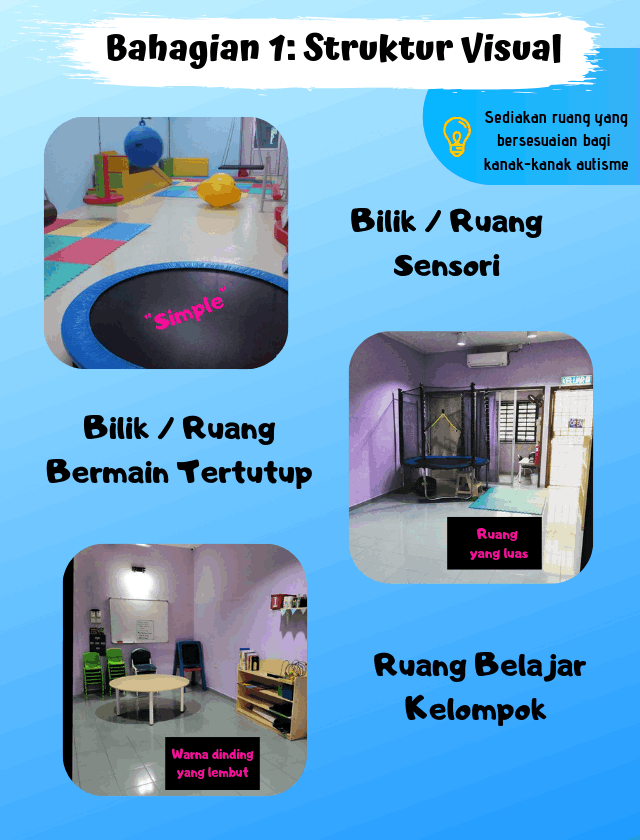 Bahagian 1: Struktur Visual
Sediakan ruang yang
bersesuaian bagi
kanak-kanak autisme
Bilik / Ruang
Sensori
"Simple"
Bilik / Ruang
Bermain Tertutup
Ruang
yang luas
Ruang Belajar
Kelompok
Warna dinding
yang lembut